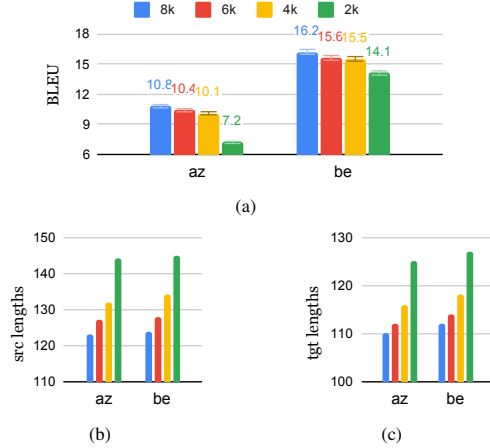 8k 6k 4k 2k
18
15
12
9
6
BLEU
10.8 10.4 10.1 7.2
16.2 15.6 15.5 14.1
az be
(a)
150
140
130
120
110
src lengths
az be
(b)
130
120
110
100
tgt lengths
az be
(c)